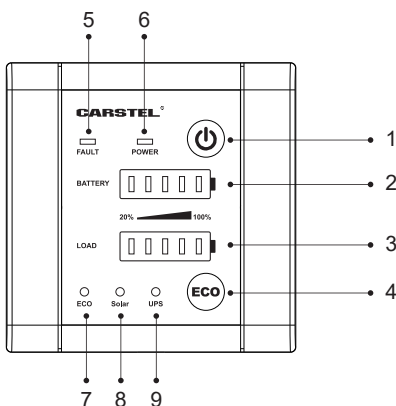 5 6
CARSTEL®
FAULT POWER
1
BATTERY
2
20% 100%
LOAD
3
ECO
4
ECO Solar UPS
7 8 9